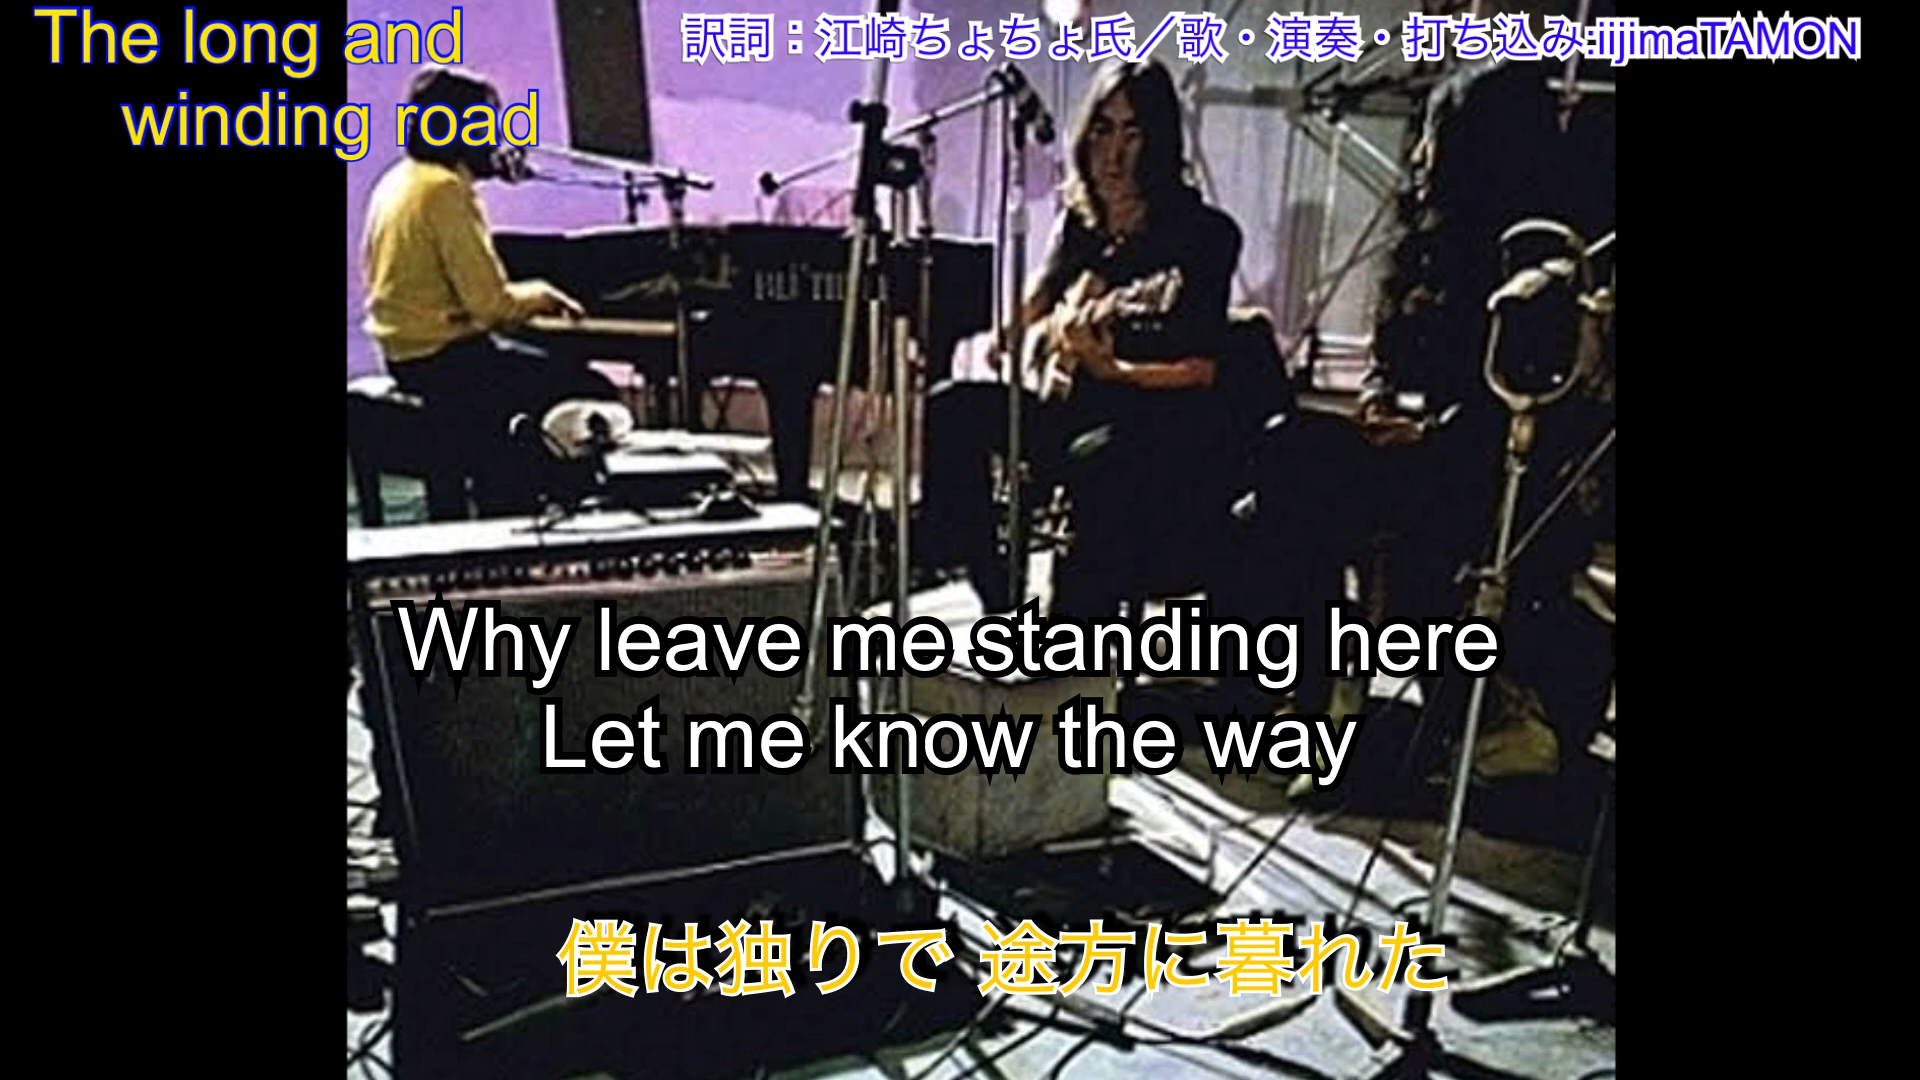 The long and
winding road
訳詞：江崎ちょちょ氏／歌・演奏・打ち込み:iijimaTAMON
Why leave me standing here
Let me know the way
僕は独りで 途方に暮れた